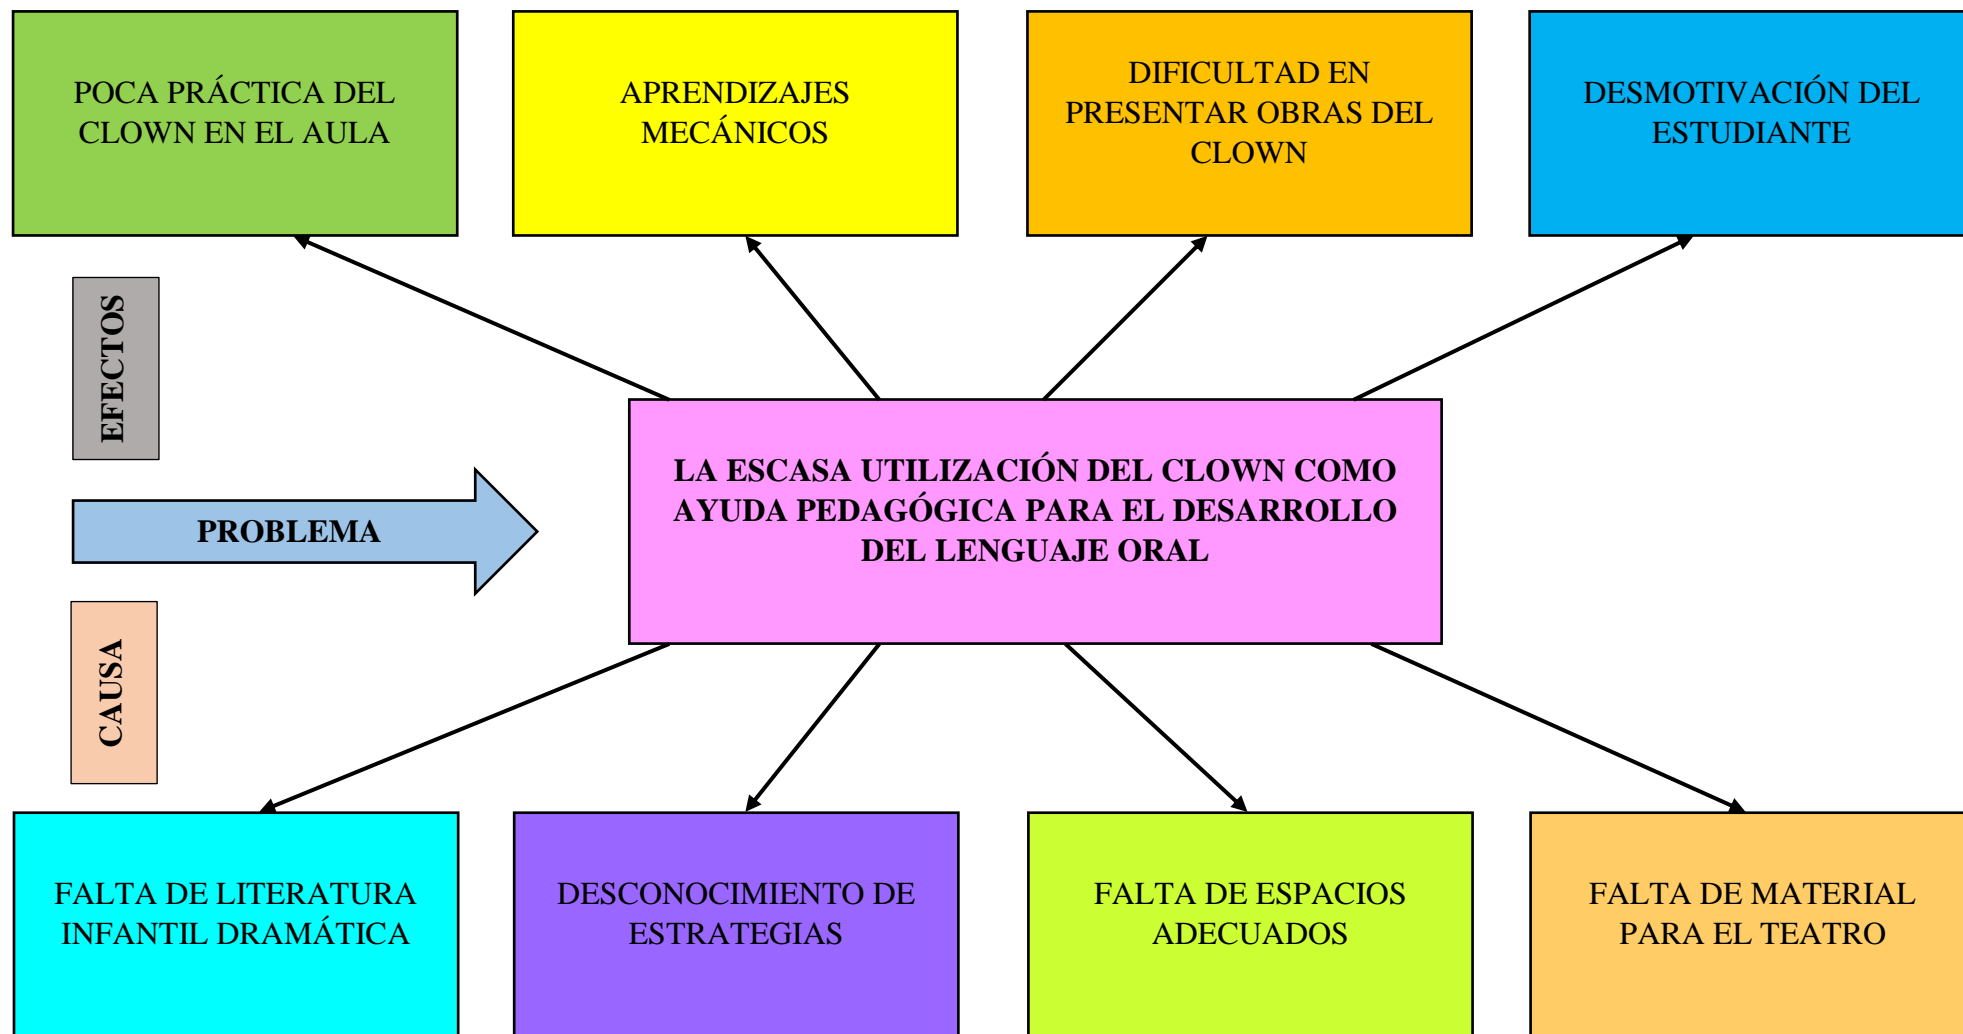 POCA PRÁCTICA DEL
CLOWN EN EL AULA
APRENDIZAJES
MECÁNICOS
DIFICULTAD EN
PRESENTAR OBRAS DEL
CLOWN
DESMOTIVACIÓN DEL
ESTUDIANTE
EFECTOS
PROBLEMA
LA ESCASA UTILIZACIÓN DEL CLOWN COMO
AYUDA PEDAGÓGICA PARA EL DESARROLLO
DEL LENGUAJE ORAL
CAUSA
FALTA DE LITERATURA
INFANTIL DRAMÁTICA
DESCONOCIMIENTO DE
ESTRATEGIAS
FALTA DE ESPACIOS
ADECUADOS
FALTA DE MATERIAL
PARA EL TEATRO